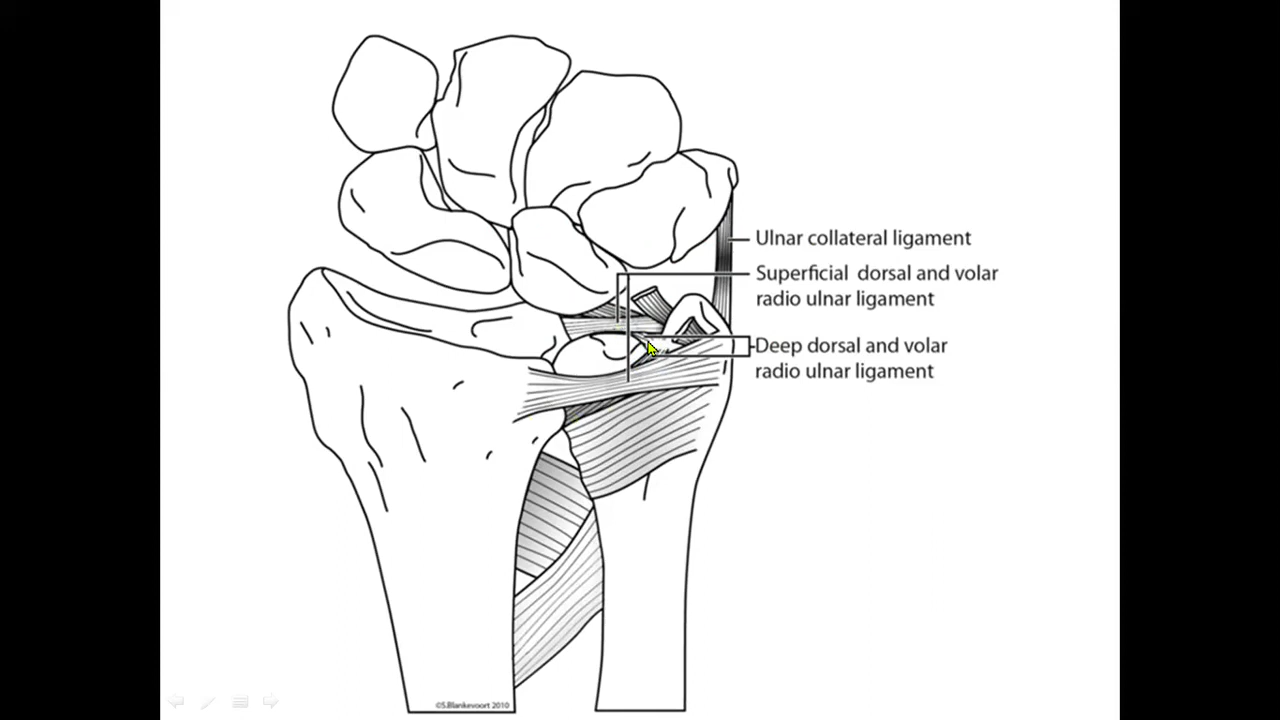 Ulnar collateral ligament
Superficial dorsal and volar
radio ulnar ligament
Deep dorsal and volar
radio ulnar ligament
©S.Blankevoort 2010